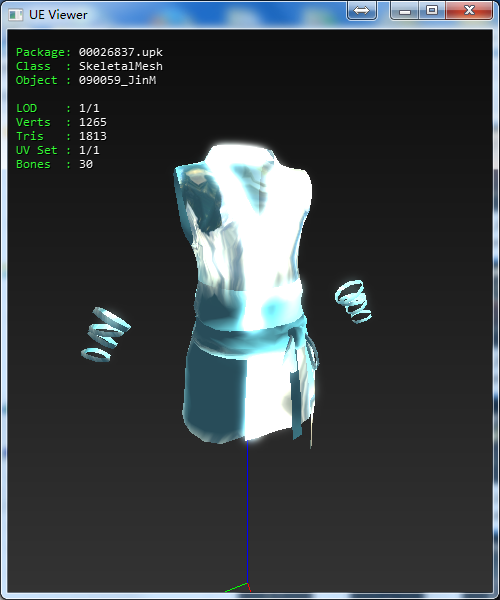 UE Viewer
Package: 00026837.upk
Class  : SkeletalMesh
Object : 090059_JinM
LOD    : 1/1
Verts  : 1265
Tris   : 1813
UV Set : 1/1
Bones  : 30